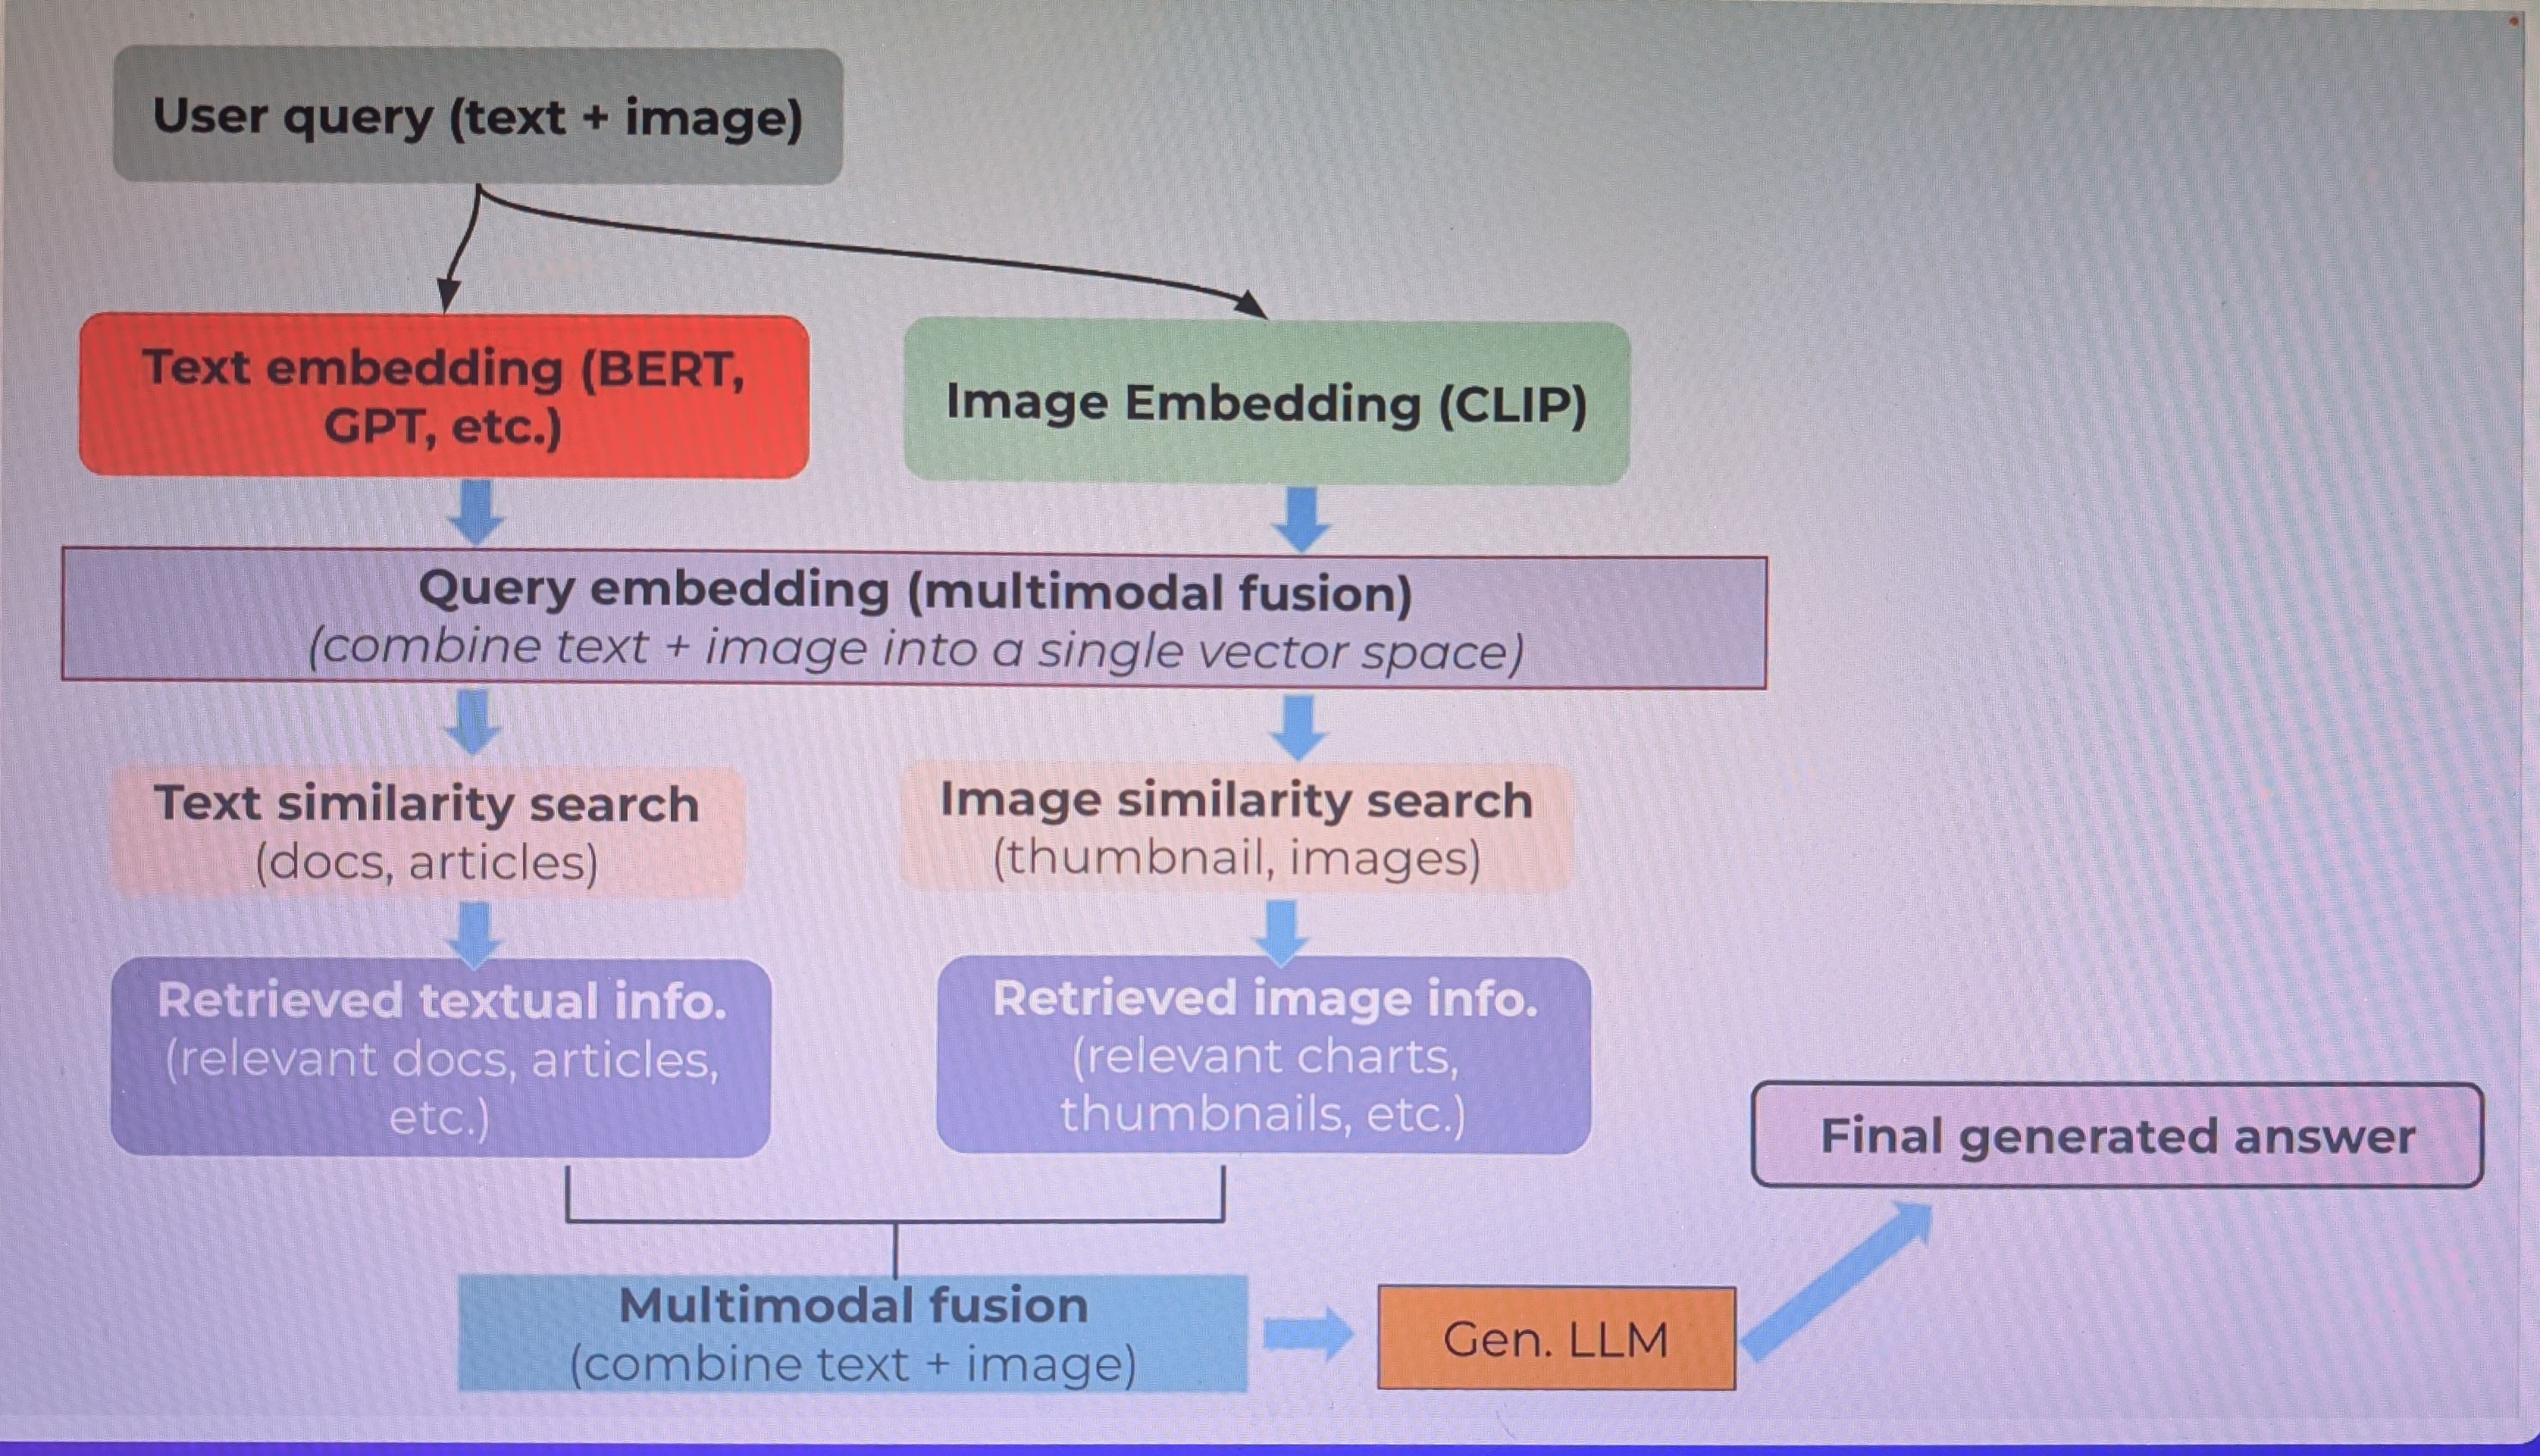 User query (text + image)
Text embedding (BERT,
GPT, etc.)
Image Embedding (CLIP)
Query embedding (multimodal fusion)
(combine text + image into a single vector space)
Text similarity search
(docs, articles)
Image similarity search
(thumbnail, images)
Retrieved textual info.
(relevant docs, articles,
etc.)
Retrieved image info.
(relevant charts,
thumbnails, etc.)
Multimodal fusion
(combine text + image)
Gen. LLM
Final generated answer